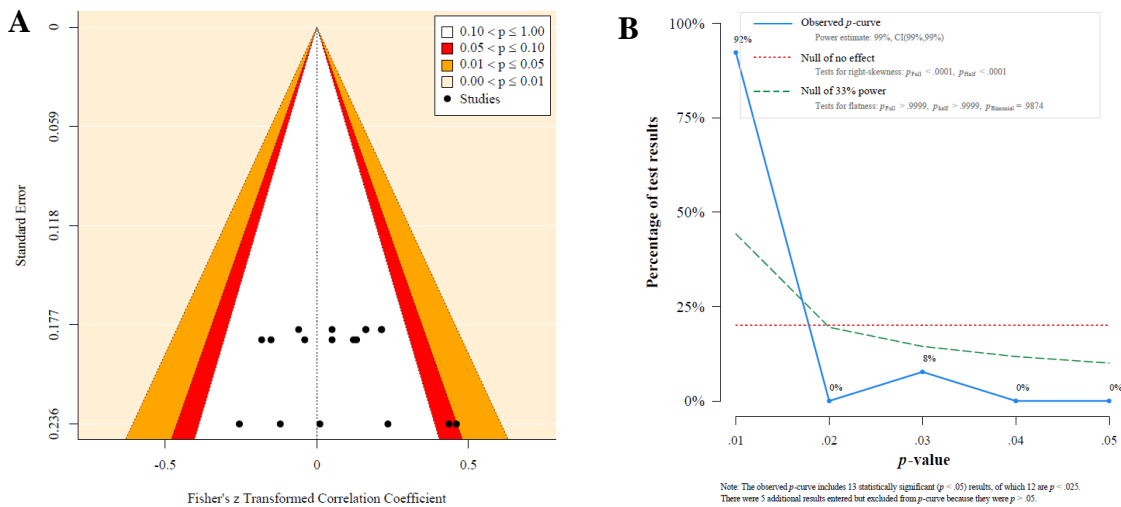 A
0.10 < p ≤ 1.00
0.05 < p ≤ 0.10
0.01 < p ≤ 0.05
0.00 < p ≤ 0.01
Studies
Standard Error
0
0.059
0.118
0.177
0.236
-0.5
0
0.5
Fisher's z Transformed Correlation Coefficient
B
Observed p-curve
Power estimate: 99%, CI(99%,99%)
Null of no effect
Tests for right-skewness: pFull < .0001, pHalf < .0001
Null of 33% power
Tests for flatness: pFull > .9999, phalf > .9999, pBinomial = .9874
Percentage of test results
100%
75%
50%
25%
0%
92%
0%
8%
0%
0%
.01
.02
.03
.04
.05
p-value
Note: The observed p-curve includes 13 statistically significant (p < .05) results, of which 12 are p < .025.
There were 5 additional results entered but excluded from p-curve because they were p > .05.